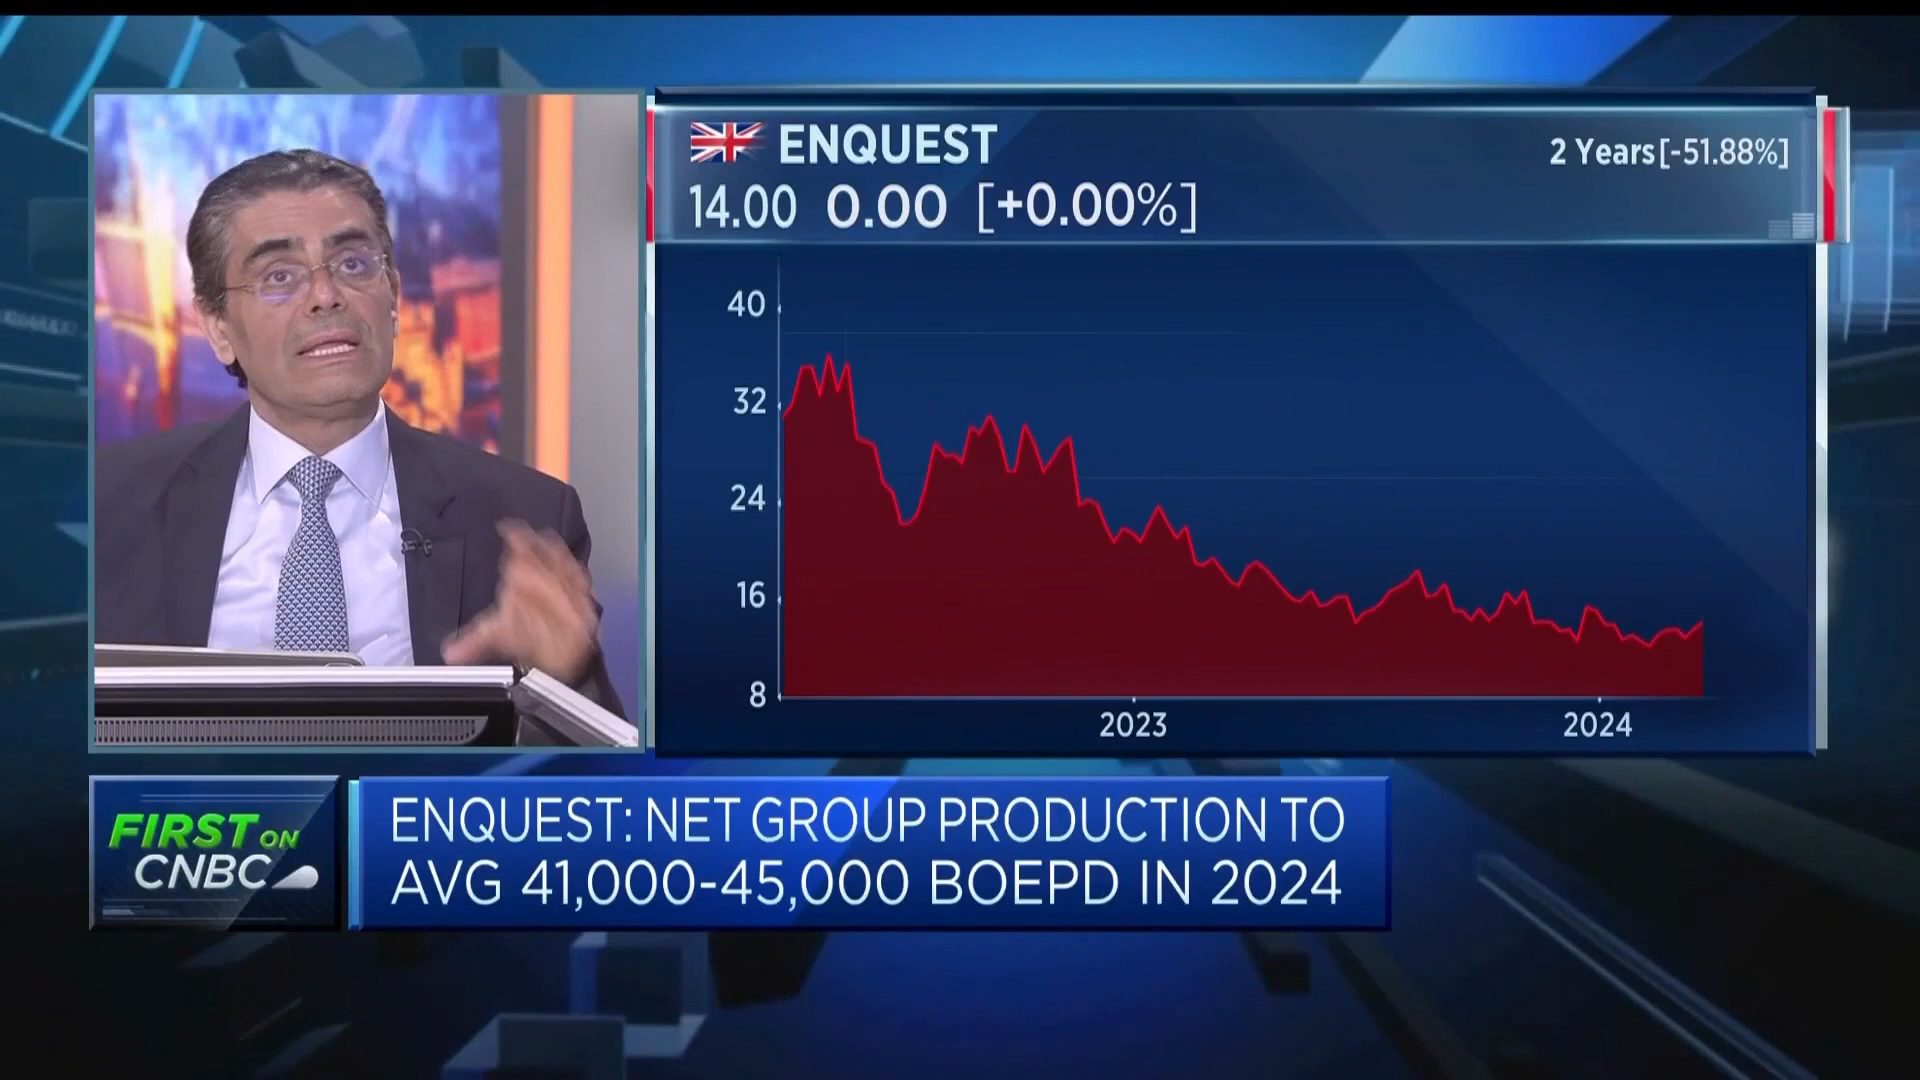 ENQUEST
2 Years[-51.88%]
14.00 0.00 [+0.00%]
40
32
24
16
8
2023
2024
FIRST ON
CNBC
ENQUEST: NET GROUP PRODUCTION TO
AVG 41,000-45,000 BOEPD IN 2024